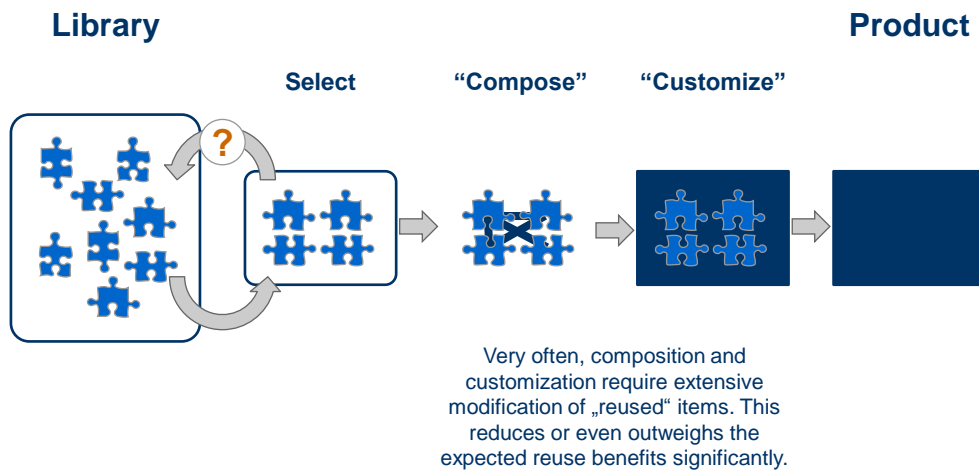 Library
Product
Select
“Compose”
“Customize”
?
Very often, composition and
customization require extensive
modification of „reused“ items. This
reduces or even outweighs the
expected reuse benefits significantly.